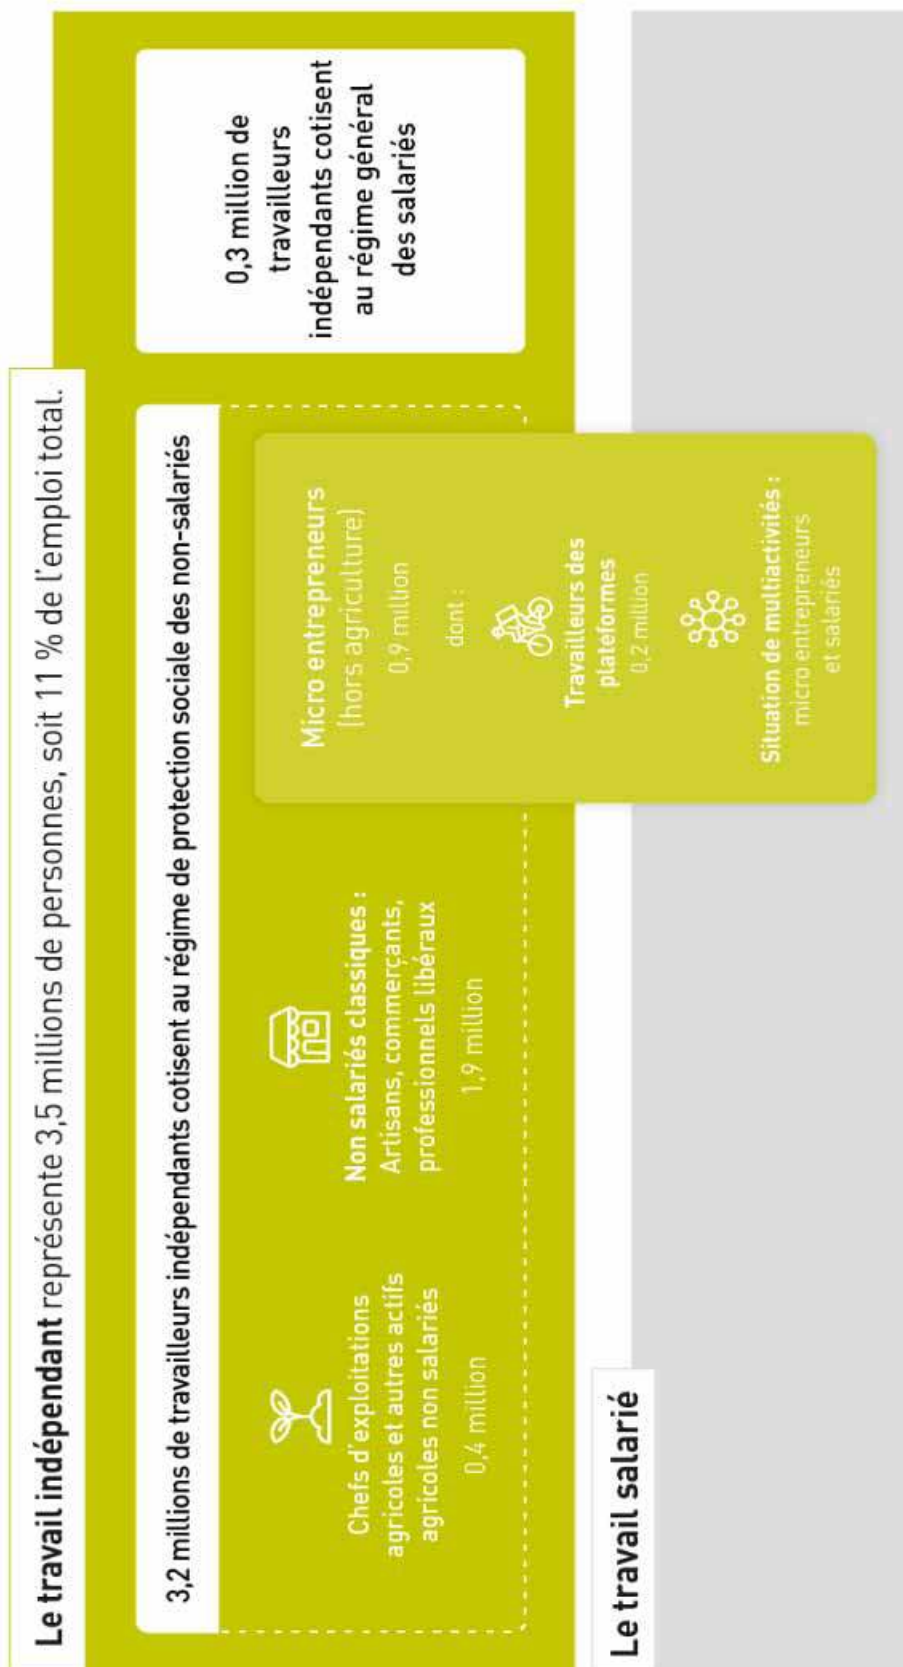 Le travail indépendant représente 3,5 millions de personnes, soit 11 % de l'emploi total.
3,2 millions de travailleurs indépendants cotisent au régime de protection sociale des non-salariés
Chefs d'exploitations
agricoles et autres actifs
agricoles non salariés
0,4 million
Non salariés classiques :
Artisans, commerçants,
professionnels libéraux
1,9 million
Micro entrepreneurs
(hors agriculture)
0,9 million
dont :
Travailleurs des
plateformes
0,2 million
Situation de multiactivités :
micro entrepreneurs
et salariés
0,3 million de
travailleurs
indépendants cotisent
au régime général
des salariés
Le travail salarié